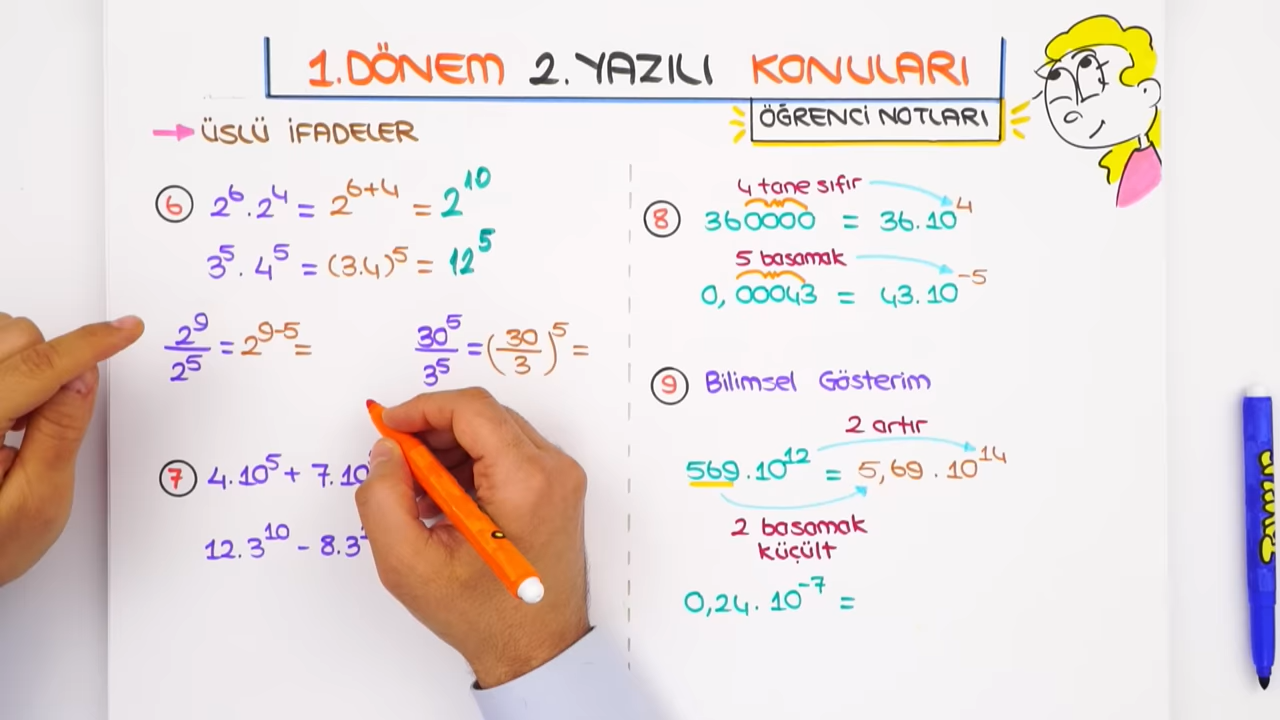 1.DÖNEM 2.YAZILI KONULARI
ÖĞRENCİ NOTLARI
ÜSLÜ İFADELER
6 2^6 . 2^4 = 2^{6+4} = 2^{10}
3^5 . 4^5 = (3.4)^5 = 12^5
2^9/2^5 = 2^{9-5} =
30^5/3^5 = (30/3)^5 =
7 4.10^5 + 7.10
12.3^{10} - 8.3
4 tane sıfır
8 360000 = 36.10^4
5 basamak
0,00043 = 43.10^{-5}
9 Bilimsel Gösterim
2 artır
569.10^{12} = 5,69.10^{14}
2 basamak
küçült
0,24.10^{-7} =